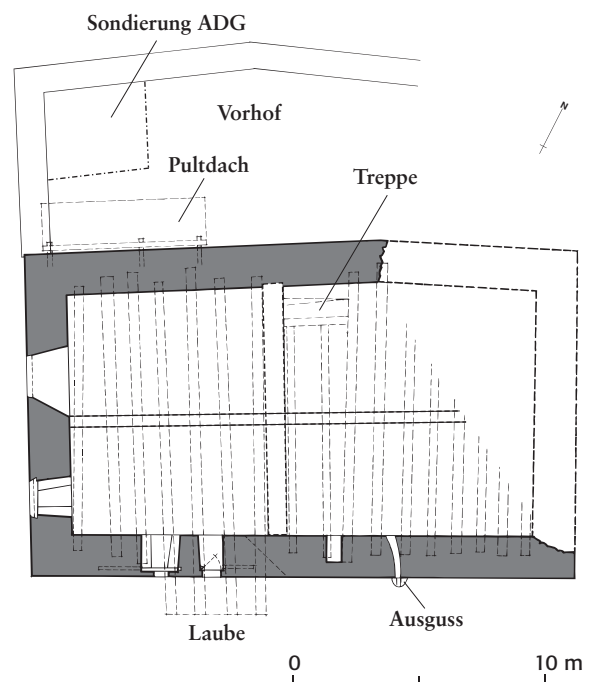 Sondierung ADG
Vorhof
N
Pultdach
Treppe
Ausguss
Laube
0 10 m